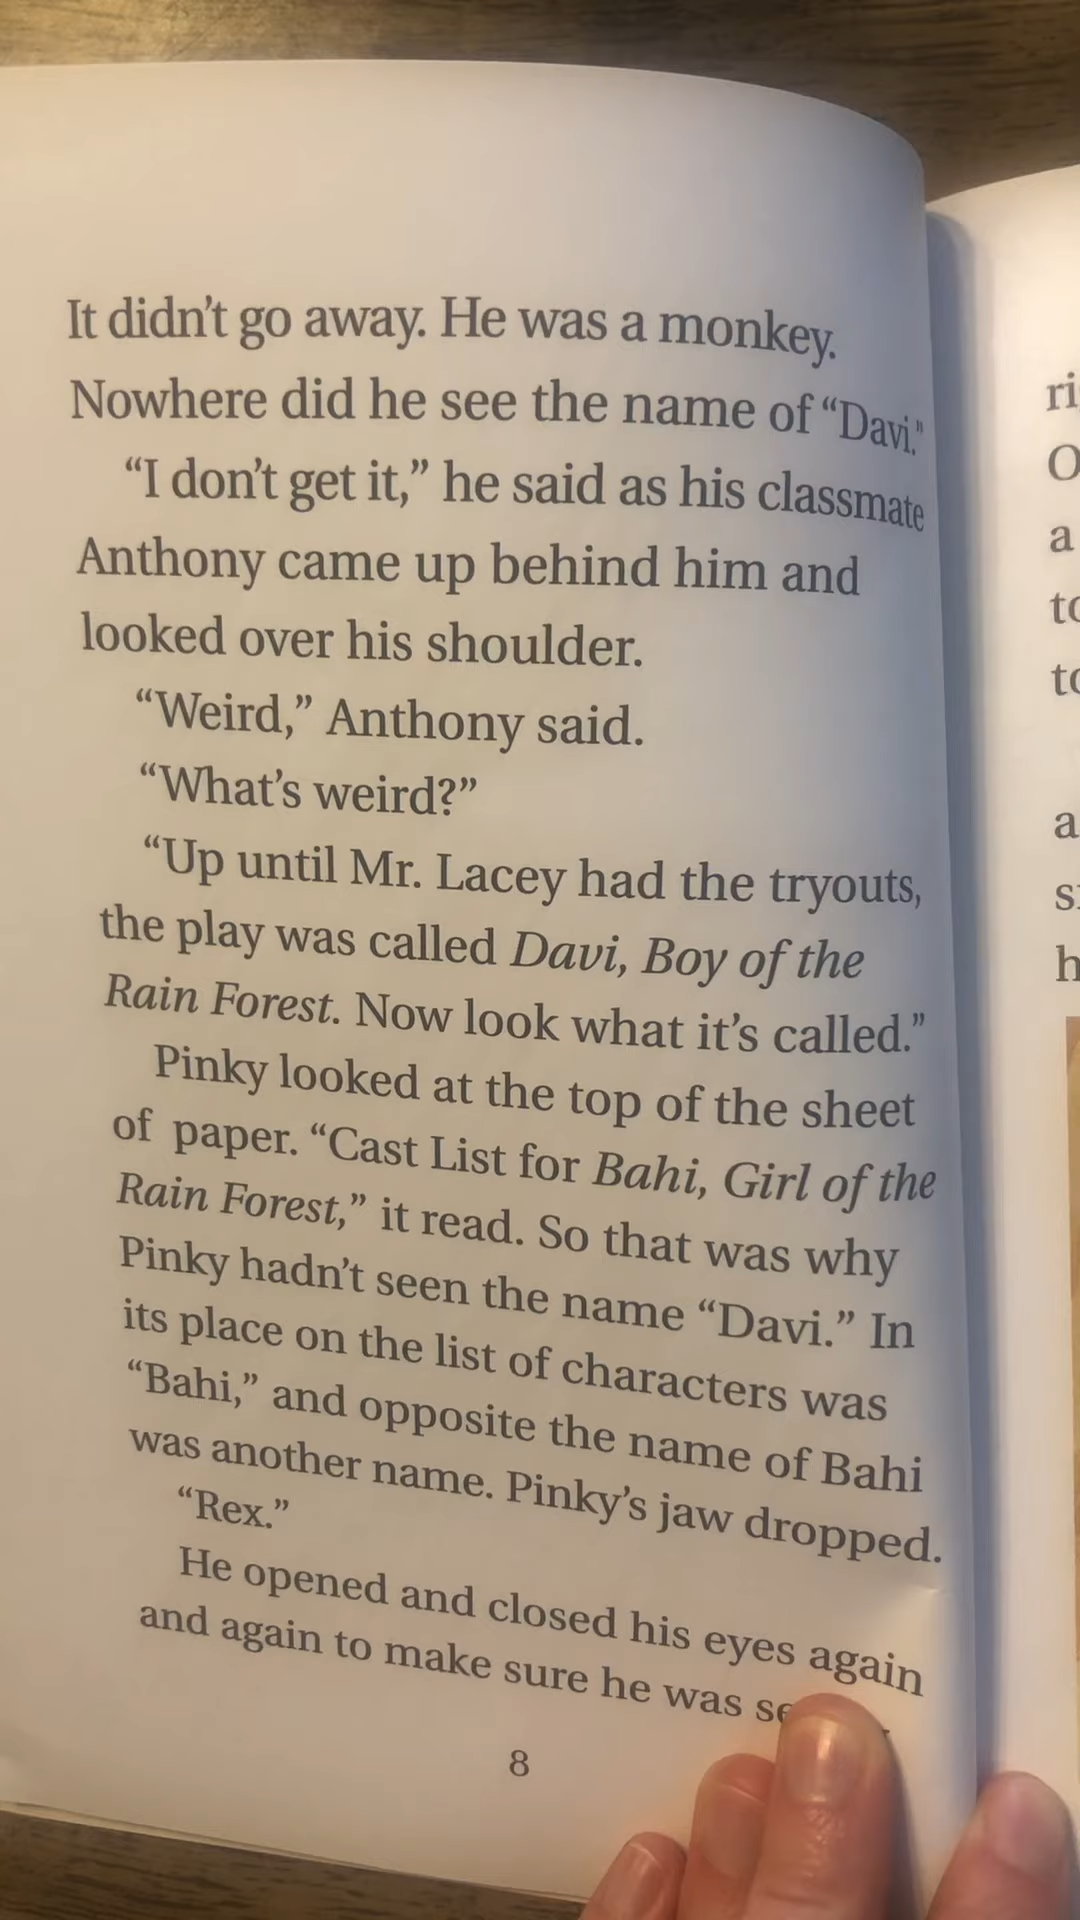 It didn't go away. He was a monkey.
Nowhere did he see the name of “Davi.”
“I don't get it,” he said as his classmate
Anthony came up behind him and
looked over his shoulder.
“Weird,” Anthony said.
“What's weird?”
“Up until Mr. Lacey had the tryouts,
the play was called Davi, Boy of the
Rain Forest. Now look what it's called.”
Pinky looked at the top of the sheet
of paper. “Cast List for Bahi, Girl of the
Rain Forest,” it read. So that was why
Pinky hadn't seen the name “Davi.” In
its place on the list of characters was
“Bahi,” and opposite the name of Bahi
was another name. Pinky's jaw dropped.
“Rex.”
He opened and closed his eyes again
and again to make sure he was
8